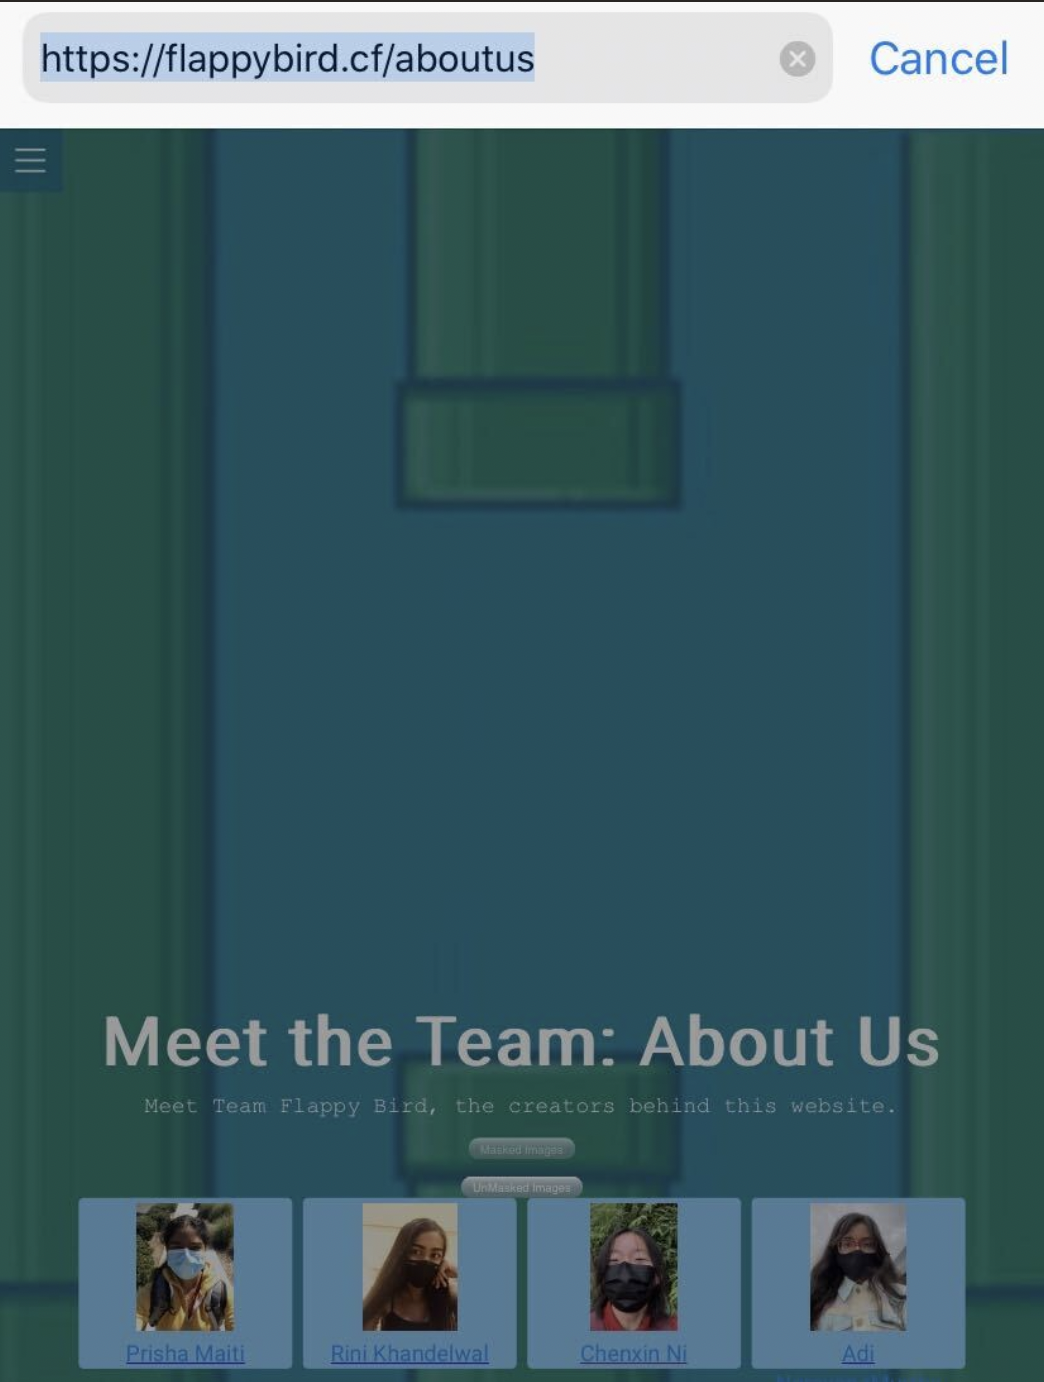 https://flappybird.cf/aboutus
Cancel
Meet the Team: About Us
Meet Team Flappy Bird, the creators behind this website.
Masked Images
UnMasked Images
Prisha Maiti
Rini Khandelwal
Chenxin Ni
Adi